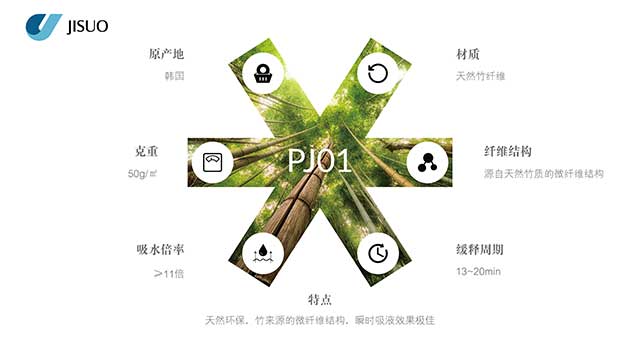 JISUO
原产地
韩国
材质
天然竹纤维
克重
50g/㎡
PJ01
纤维结构
源自天然竹质的微纤维结构
吸水倍率
≥11倍
缓释周期
13~20min
特点
天然环保，竹来源的微纤维结构，瞬时吸液效果极佳